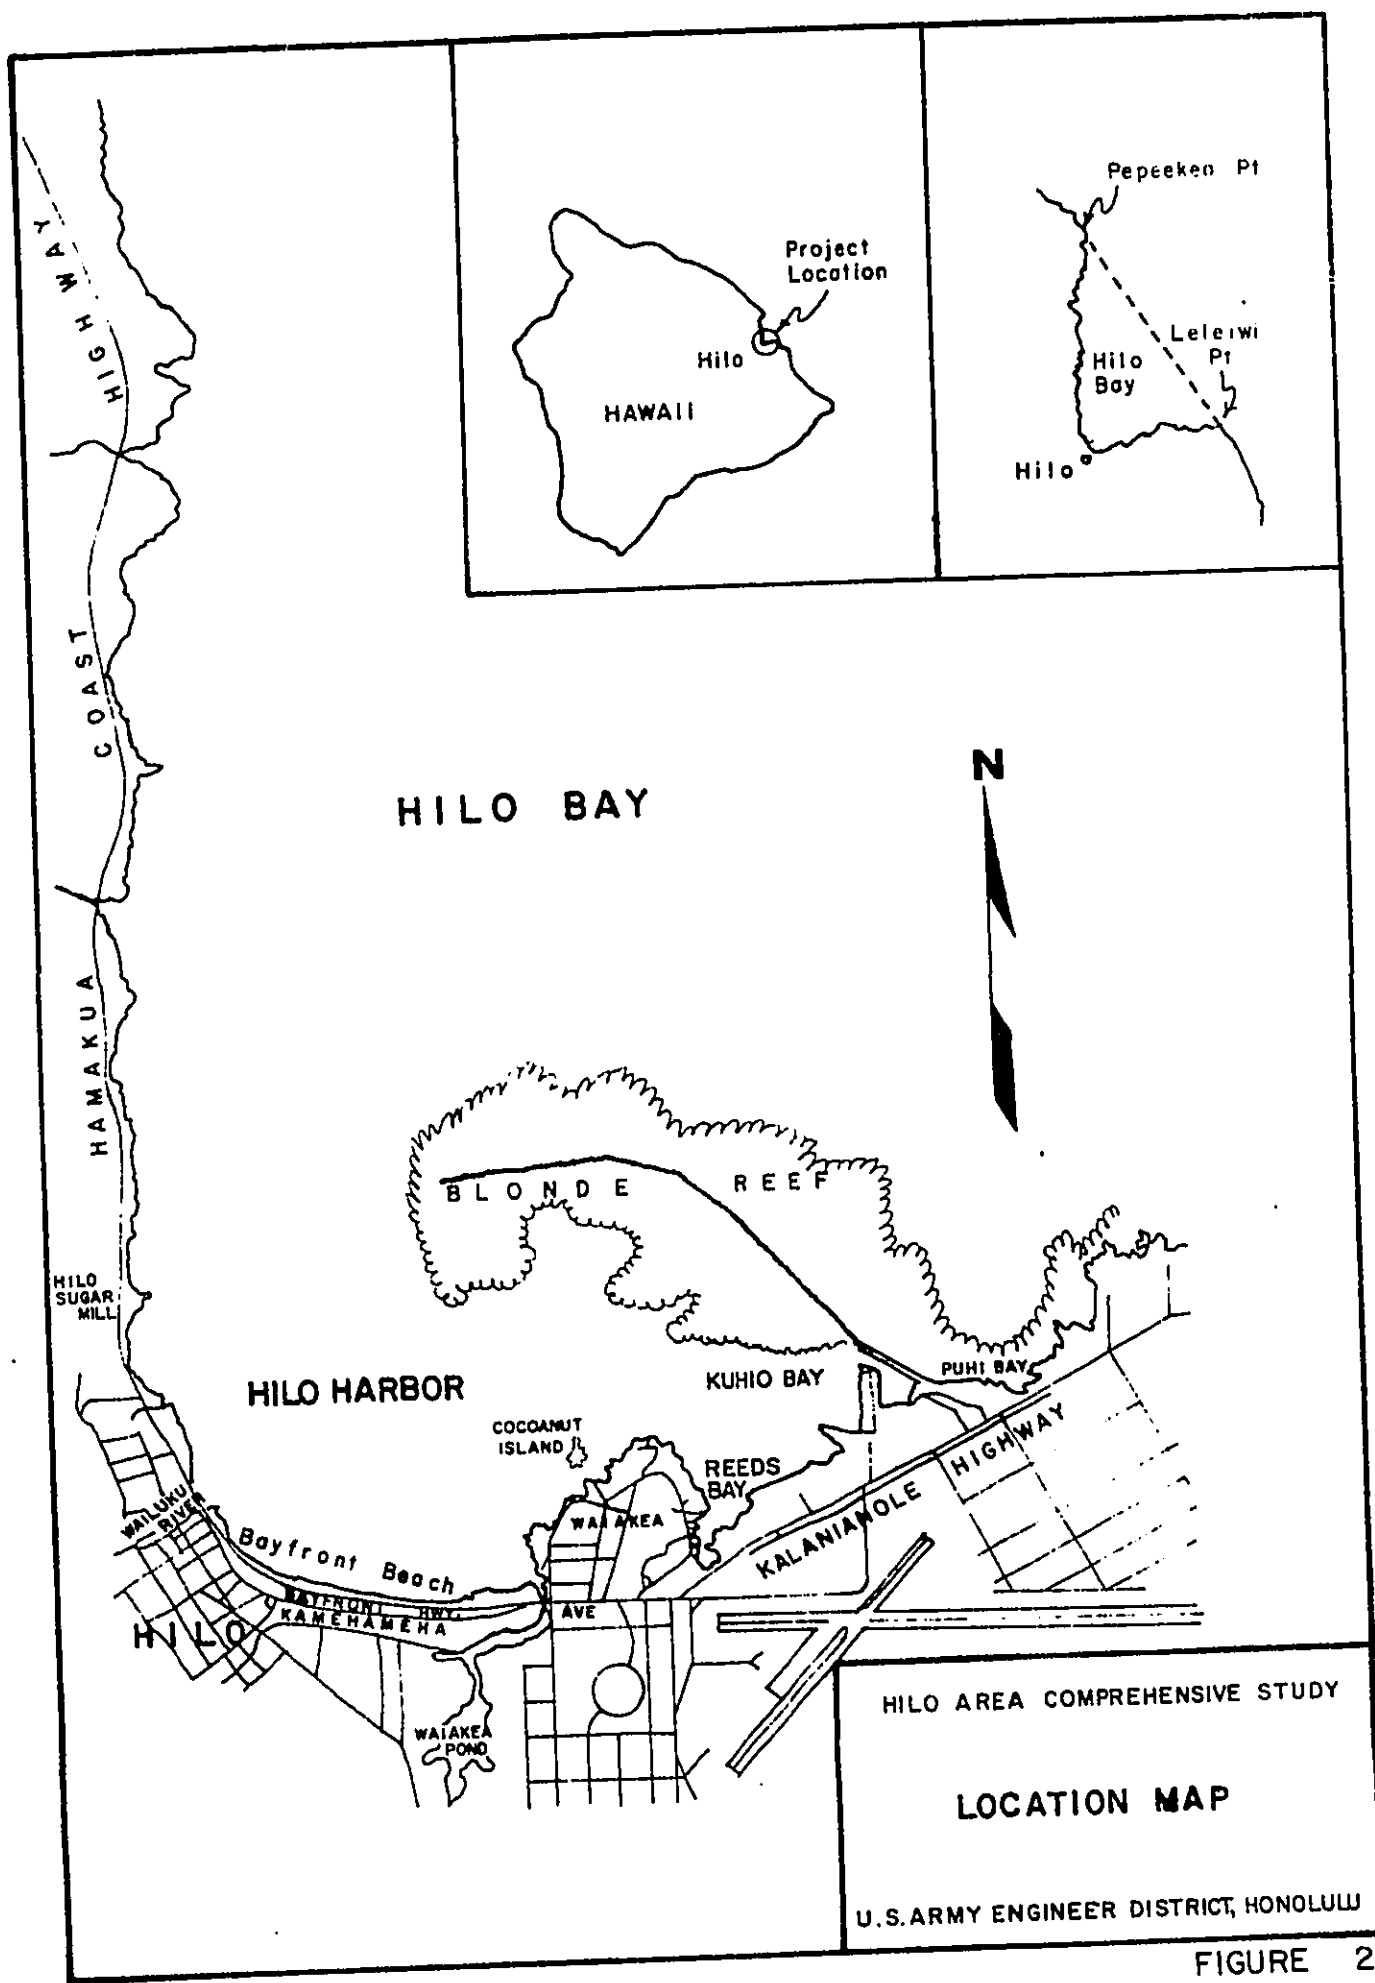 Pepeeken Pt
Project
Location
Hilo
HAWAII
Leleiwi
Pt
Hilo
Bay
Hilo
HAMAKUA COAST HIGHWAY
HILO BAY
N
BLONDE REEF
HILO
SUGAR
MILL
HILO HARBOR
KUHIO BAY
PUHI BAY
COCOANUT
ISLAND
REEDS
BAY
KALANIAMOLE HIGHWAY
WAILUKU
RIVER
WAIAKEA
Bayfront Beach
BAYFRONT HWY.
KAMEHAMEHA AVE
HILO
WAIAKEA
POND
HILO AREA COMPREHENSIVE STUDY
LOCATION MAP
U.S. ARMY ENGINEER DISTRICT, HONOLULU
FIGURE 2